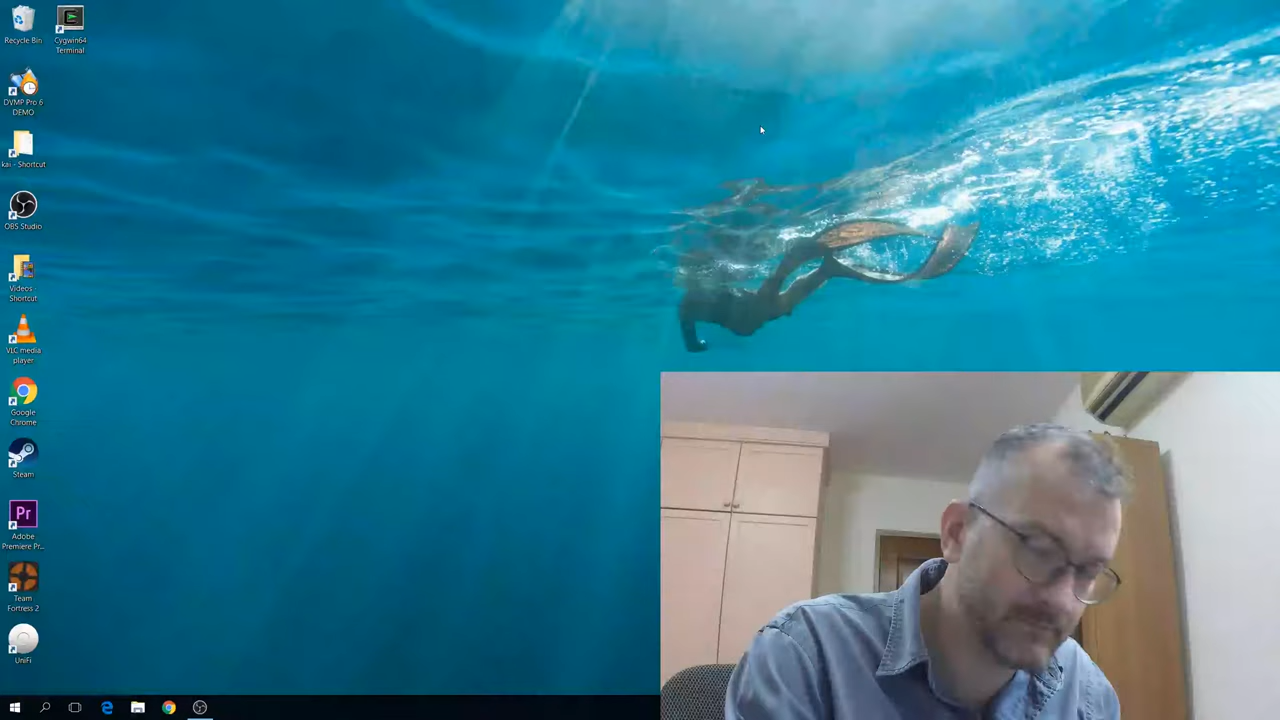 Recycle Bin
Cygwin64
Terminal
DVMP Pro 6
DEMO
kai - Shortcut
OBS Studio
Videos -
Shortcut
VLC media
player
Google
Chrome
Steam
Pr
Adobe
Premiere Pr...
Team
Fortress 2
UniFi